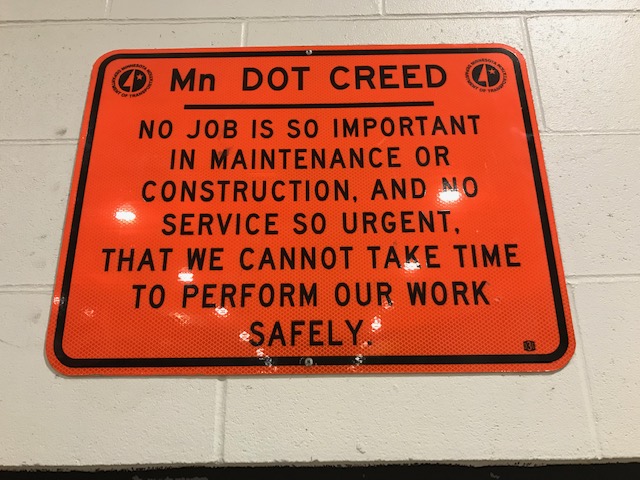 Mn DOT CREED
NO JOB IS SO IMPORTANT
IN MAINTENANCE OR
CONSTRUCTION, AND NO
SERVICE SO URGENT,
THAT WE CANNOT TAKE TIME
TO PERFORM OUR WORK
SAFELY.